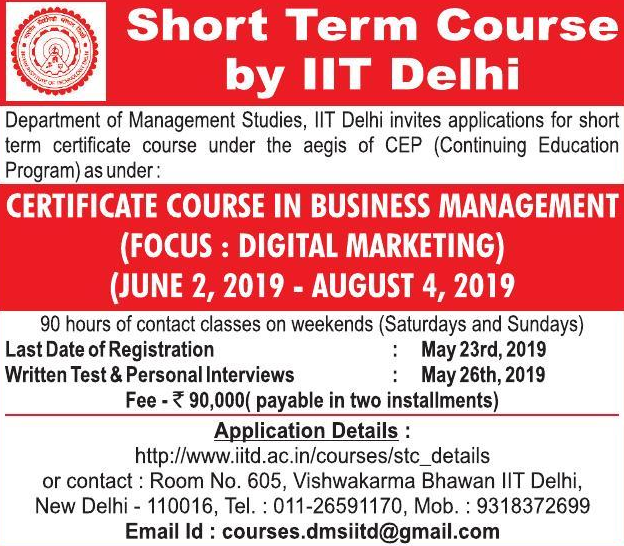 Short Term Course
by IIT Delhi
Department of Management Studies, IIT Delhi invites applications for short
term certificate course under the aegis of CEP (Continuing Education
Program) as under :
CERTIFICATE COURSE IN BUSINESS MANAGEMENT
(FOCUS : DIGITAL MARKETING)
(JUNE 2, 2019 - AUGUST 4, 2019
90 hours of contact classes on weekends (Saturdays and Sundays)
Last Date of Registration : May 23rd, 2019
Written Test & Personal Interviews : May 26th, 2019
Fee - ₹ 90,000( payable in two installments)
Application Details :
http://www.iitd.ac.in/courses/stc_details
or contact : Room No. 605, Vishwakarma Bhawan IIT Delhi,
New Delhi - 110016, Tel. : 011-26591170, Mob. : 9318372699
Email Id : courses.dmsiitd@gmail.com